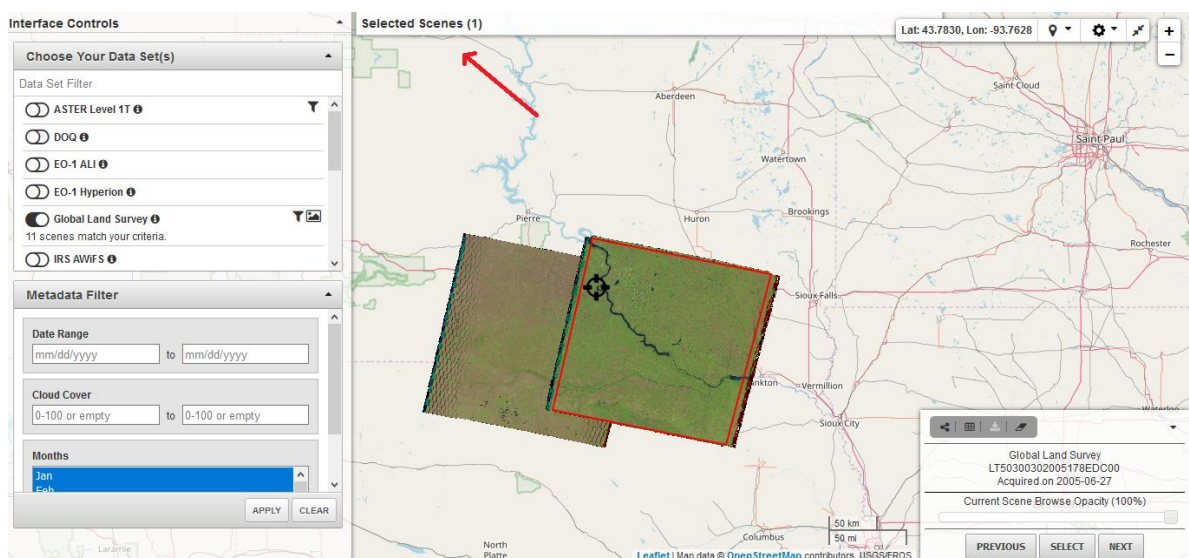 Interface Controls
Choose Your Data Set(s)
Data Set Filter
ASTER Level 1T
DOQ
EO-1 ALI
EO-1 Hyperion
Global Land Survey
11 scenes match your criteria.
IRS AWiFS
Metadata Filter
Date Range
mm/dd/yyyy to mm/dd/yyyy
Cloud Cover
0-100 or empty to 0-100 or empty
Months
Jan
Feb
APPLY CLEAR
Laramie
Selected Scenes (1)
Lat: 43.7830, Lon: -93.7628
+
−
Aberdeen
Saint Cloud
Saint Paul
Watertown
Pierre
Huron
Brookings
Rochester
Sioux Falls
Vermillion
Sioux City
Waterloo
North
Platte
Columbus
50 km
50 mi
Leaflet | Map data © OpenStreetMap contributors, USGS/EROS
Global Land Survey
LT50300302005178EDC00
Acquired on 2005-06-27
Current Scene Browse Opacity (100%)
PREVIOUS SELECT NEXT